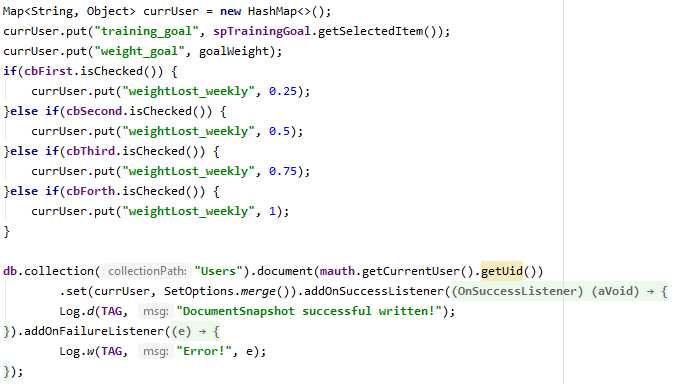 Map<String, Object> currUser = new HashMap<>();
currUser.put("training_goal", spTrainingGoal.getSelectedItem());
currUser.put("weight_goal", goalWeight);
if(cbFirst.isChecked()) {
    currUser.put("weightLost_weekly", 0.25);
}else if(cbSecond.isChecked()) {
    currUser.put("weightLost_weekly", 0.5);
}else if(cbThird.isChecked()) {
    currUser.put("weightLost_weekly", 0.75);
}else if(cbForth.isChecked()) {
    currUser.put("weightLost_weekly", 1);
}
db.collection( collectionPath: "Users").document(mauth.getCurrentUser().getUid())
        .set(currUser, SetOptions.merge()).addOnSuccessListener((OnSuccessListener) (aVoid) → {
        Log.d(TAG, msg: "DocumentSnapshot successful written!");
}).addOnFailureListener((e) → {
        Log.w(TAG, msg: "Error!", e);
});